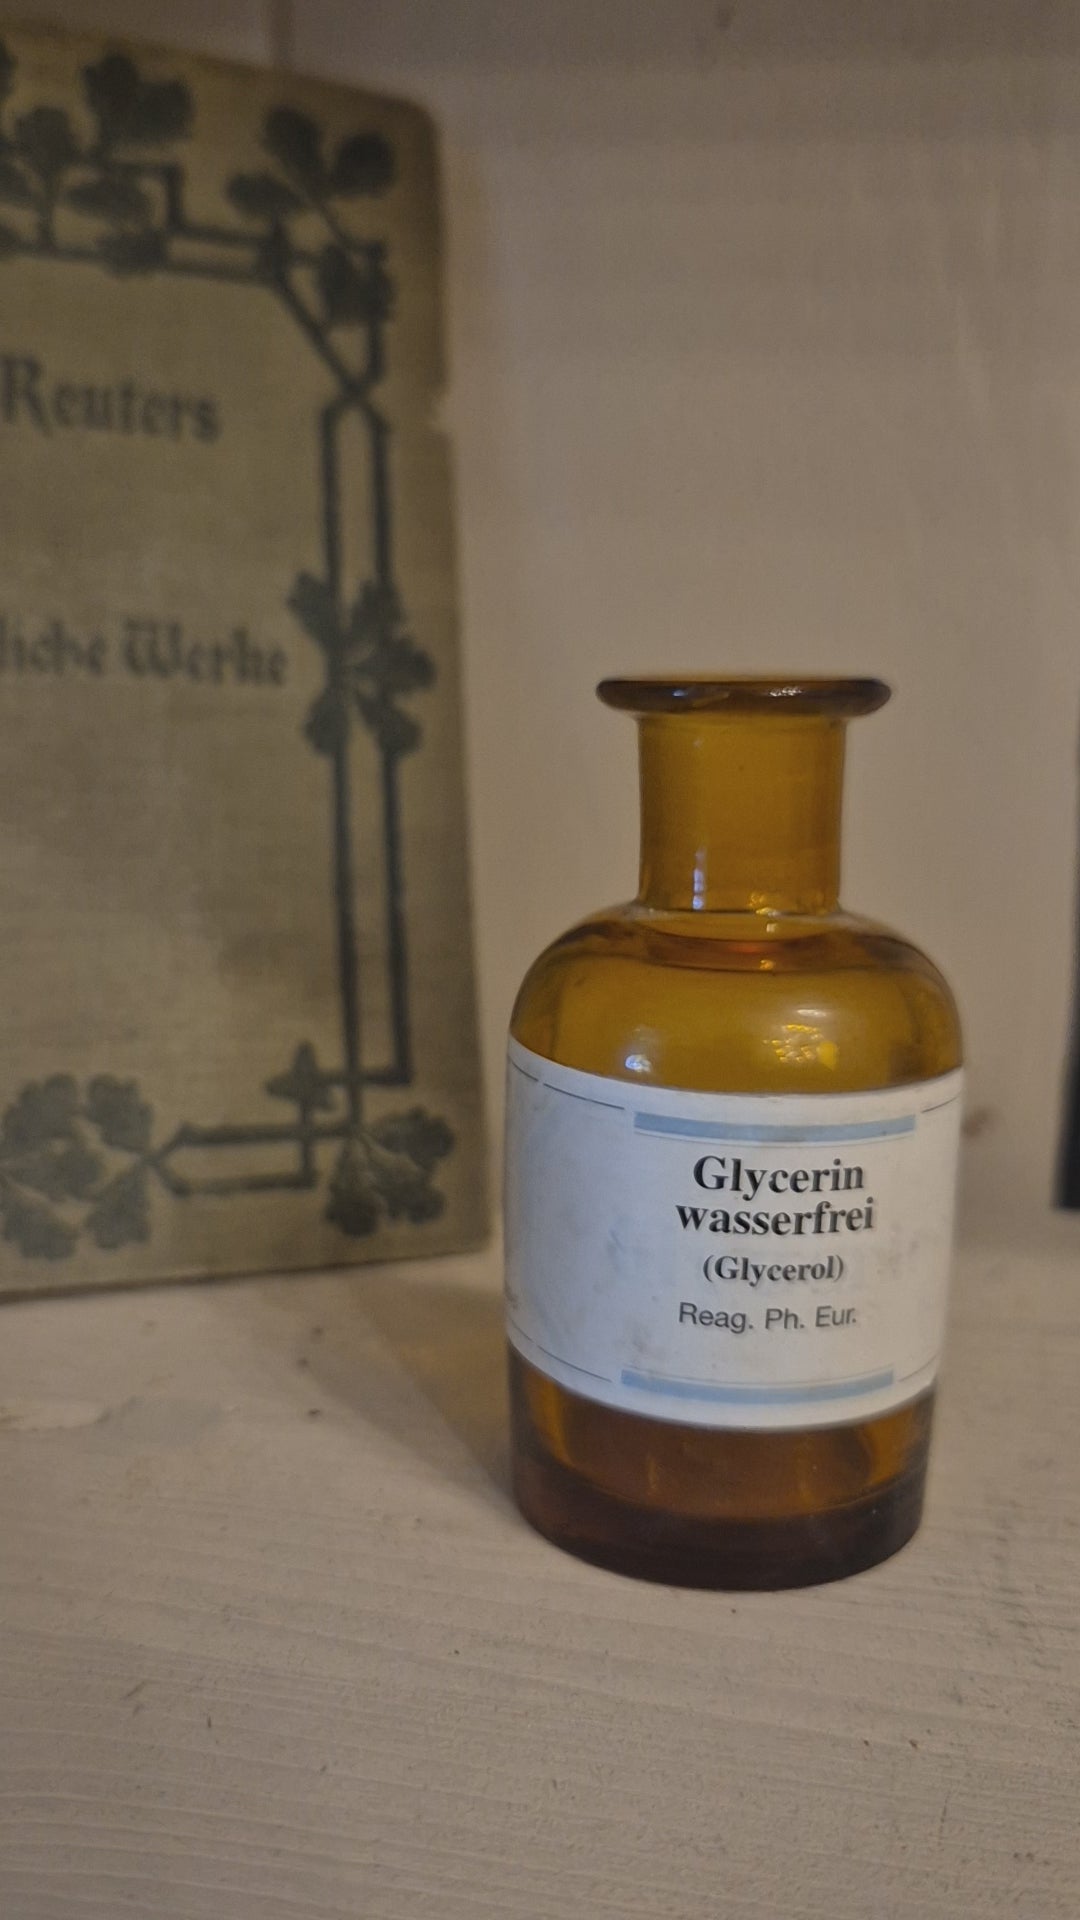 Reuters
liche Werke
Glycerin
wasserfrei
(Glycerol)
Reag. Ph. Eur.